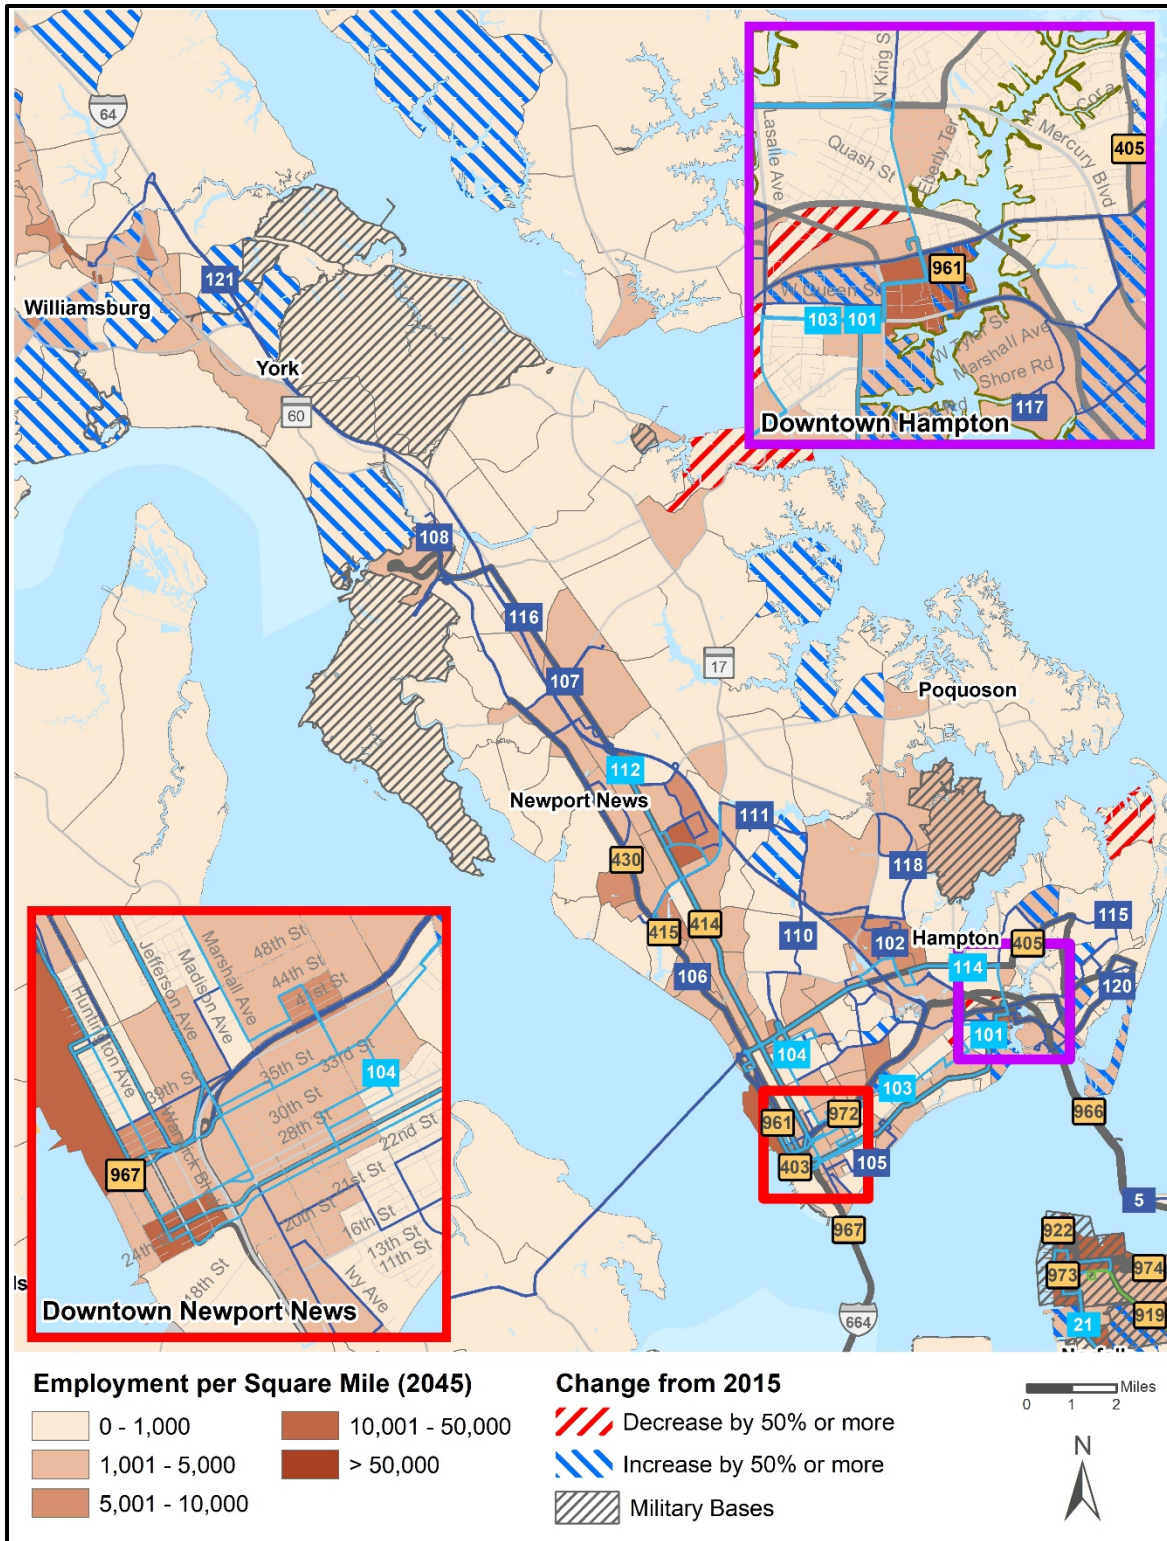 64
121
Williamsburg
York
60
108
116
107
17
Poquoson
112
Newport News
111
430
118
415
414
110
102
Hampton
405
115
106
114
120
101
104
103
961
972
966
403
105
5
967
922
974
973
919
664
21
ls
N King S
Lasalle Ave
Quash St
Eberly Ter
Cora
N Mercury Blvd
405
961
W Queen St
103
101
W Tyler St
Marshall Ave
Shore Rd
Rd
117
Downtown Hampton
Huntington Ave
Jefferson Ave
Madison Ave
Marshall Ave
48th St
44th St
41st St
39th St
35th St
33rd St
104
30th St
28th St
22nd St
21st St
20th St
16th St
13th St
11th St
967
24th
18th St
Ivy Ave
Downtown Newport News
Employment per Square Mile (2045)
0 - 1,000
1,001 - 5,000
5,001 - 10,000
10,001 - 50,000
> 50,000
Change from 2015
Decrease by 50% or more
Increase by 50% or more
Military Bases
Miles
0 1 2
N